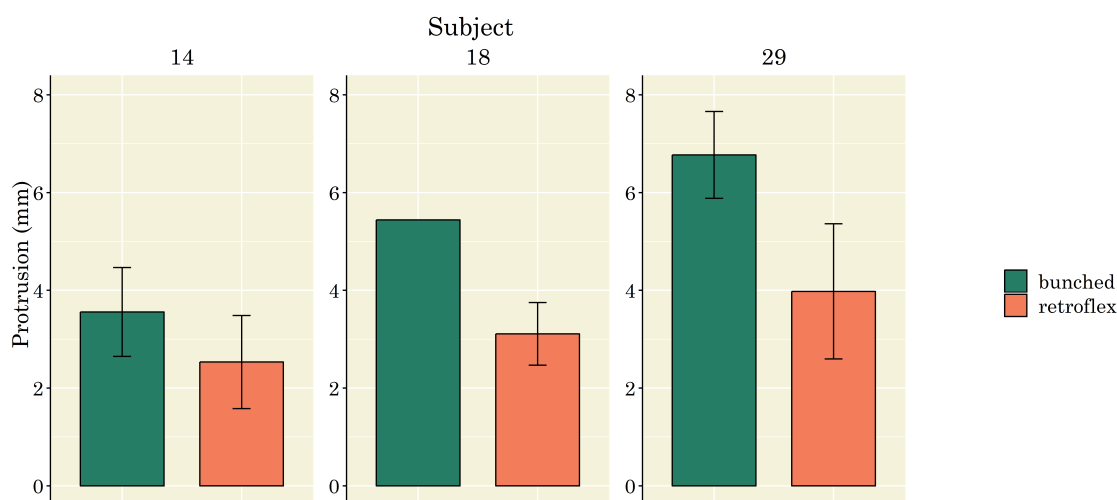 Subject
14 18 29
8 8 8
6 6 6
4 4 4
2 2 2
0 0 0
Protrusion (mm)
bunched
retroflex